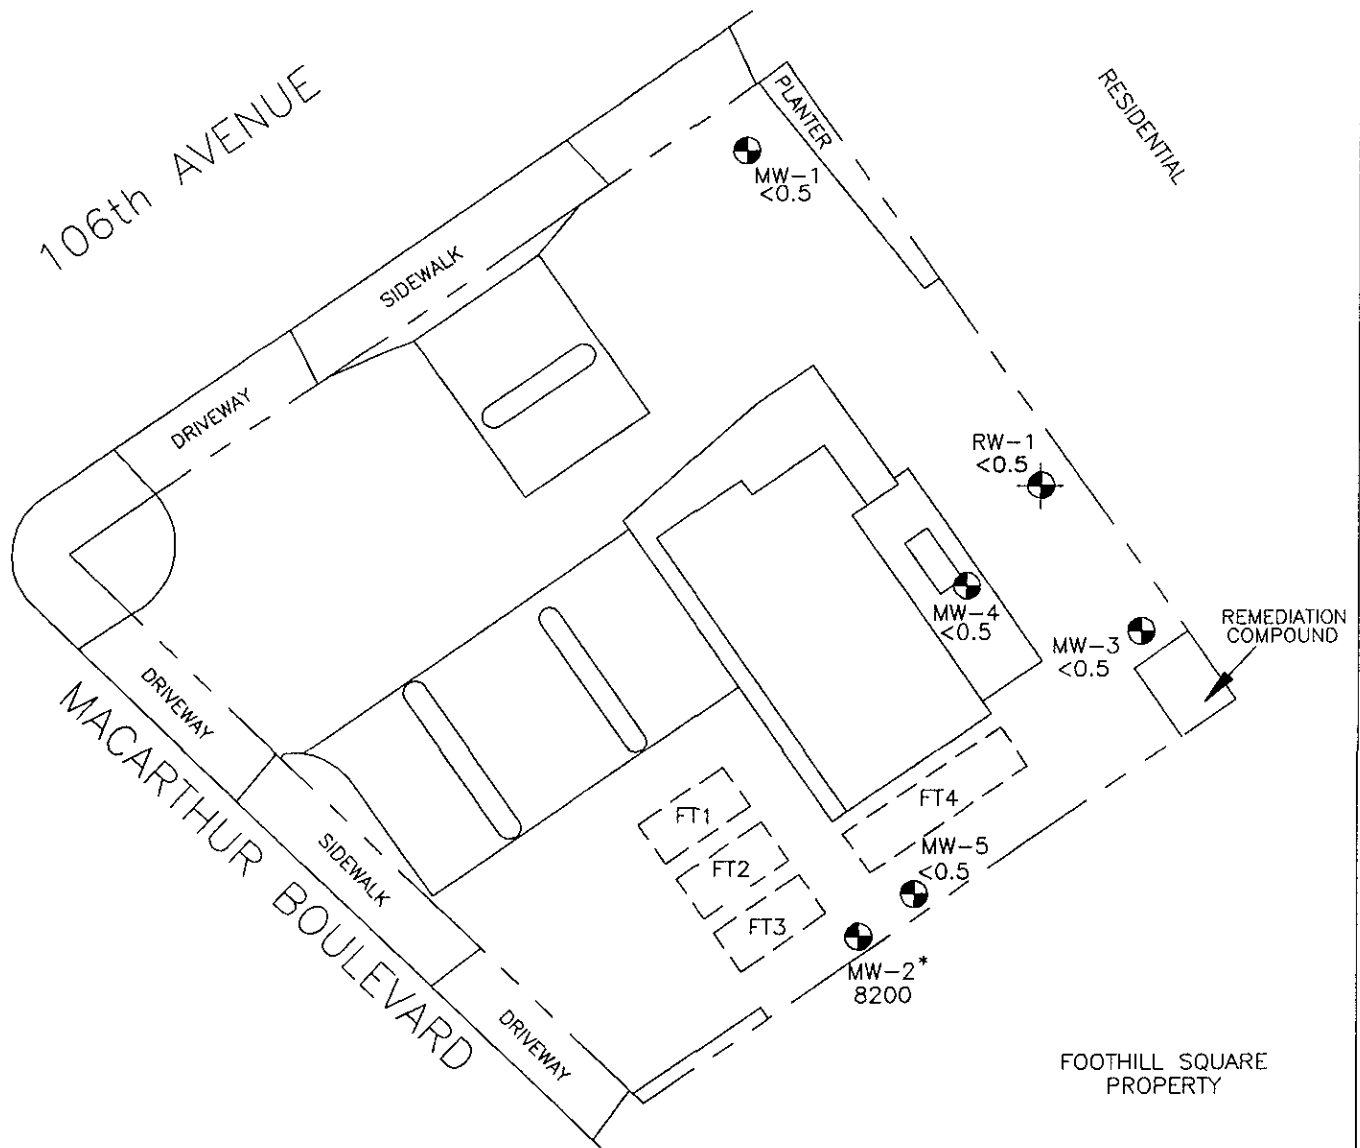 106th AVENUE
PLANTER
RESIDENTIAL
MW-1
<0.5
SIDEWALK
DRIVEWAY
RW-1
<0.5
MW-4
<0.5
MW-3
<0.5
REMEDIATION
COMPOUND
DRIVEWAY
MACARTHUR BOULEVARD
SIDEWALK
DRIVEWAY
FT1
FT2
FT3
FT4
MW-5
<0.5
MW-2*
8200
FOOTHILL SQUARE
PROPERTY